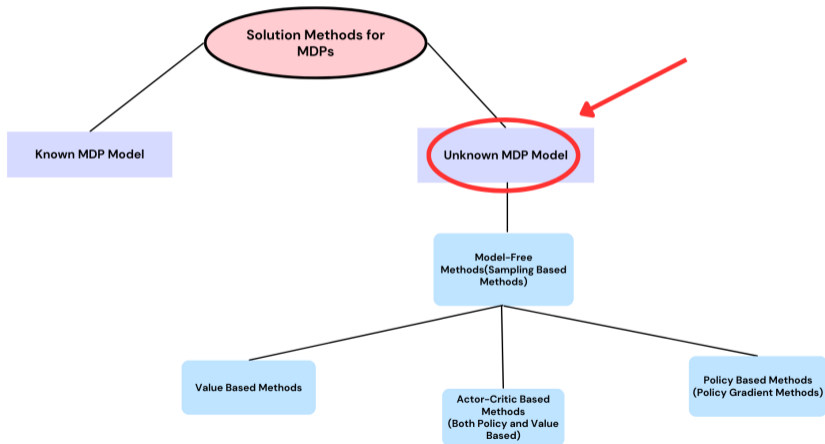 Solution Methods for
MDPs
Known MDP Model
Unknown MDP Model
Model-Free
Methods(Sampling Based
Methods)
Value Based Methods
Actor-Critic Based
Methods
(Both Policy and Value
Based)
Policy Based Methods
(Policy Gradient Methods)